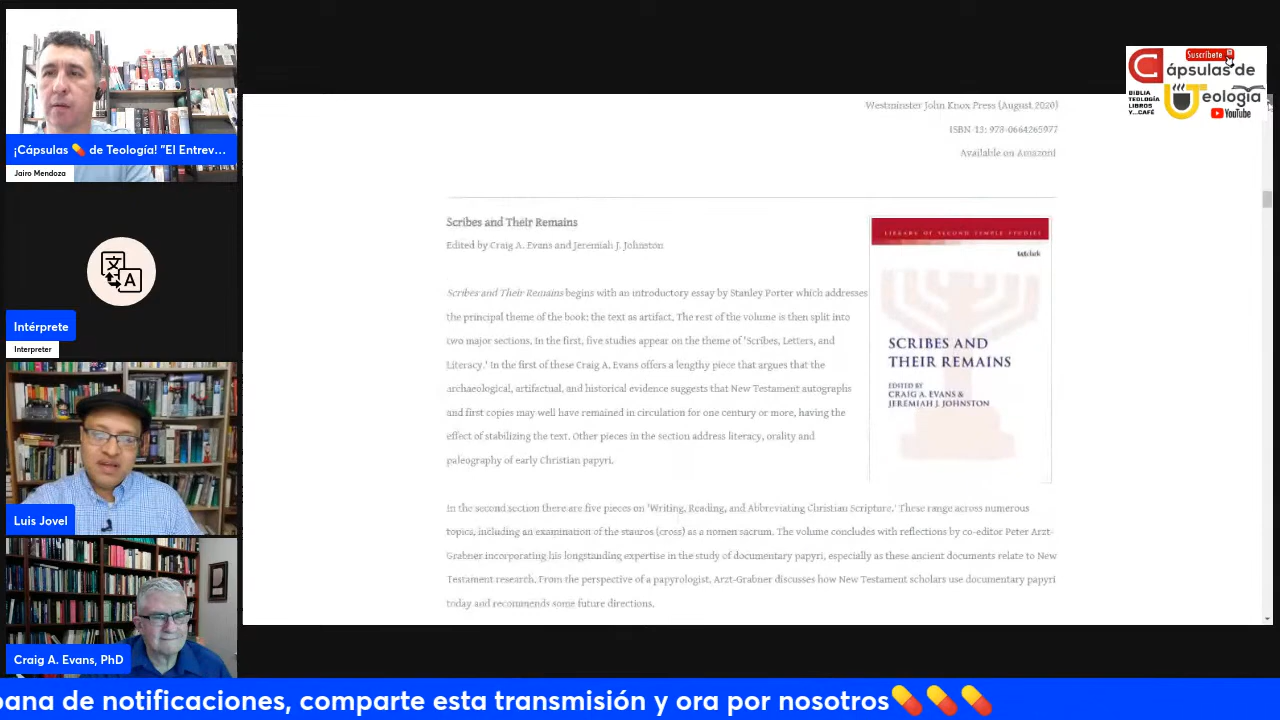 ¡Cápsulas 💊 de Teología! "El Entrev...
Jairo Mendoza
文
A
Intérprete
Interpreter
Luis Jovel
Craig A. Evans, PhD
Suscribete
Cápsulas de
Teología
BIBLIA
TEOLOGÍA
LIBROS
Y...CAFÉ
YouTube
Westminster John Knox Press (August 2020)
ISBN-13: 978-0664265977
Available on Amazon!
Scribes and Their Remains
Edited by Craig A. Evans and Jeremiah J. Johnston
Scribes and Their Remains begins with an introductory essay by Stanley Porter which addresses
the principal theme of the book: the text as artifact. The rest of the volume is then split into
two major sections. In the first, five studies appear on the theme of 'Scribes, Letters, and
Literacy.' In the first of these Craig A. Evans offers a lengthy piece that argues that the
archaeological, artifactual, and historical evidence suggests that New Testament autographs
and first copies may well have remained in circulation for one century or more, having the
effect of stabilizing the text. Other pieces in the section address literacy, orality and
paleography of early Christian papyri.
In the second section there are five pieces on 'Writing, Reading, and Abbreviating Christian Scripture.' These range across numerous
topics, including an examination of the stauros (cross) as a nomen sacrum. The volume concludes with reflections by co-editor Peter Arzt-
Grabner incorporating his longstanding expertise in the study of documentary papyri, especially as these ancient documents relate to New
Testament research. From the perspective of a papyrologist, Arzt-Grabner discusses how New Testament scholars use documentary papyri
today and recommends some future directions.
LIBRARY OF SECOND TEMPLE STUDIES
t&tclark
SCRIBES AND
THEIR REMAINS
EDITED BY
CRAIG A. EVANS &
JEREMIAH J. JOHNSTON
pana de notificaciones, comparte esta transmisión y ora por nosotros💊💊💊